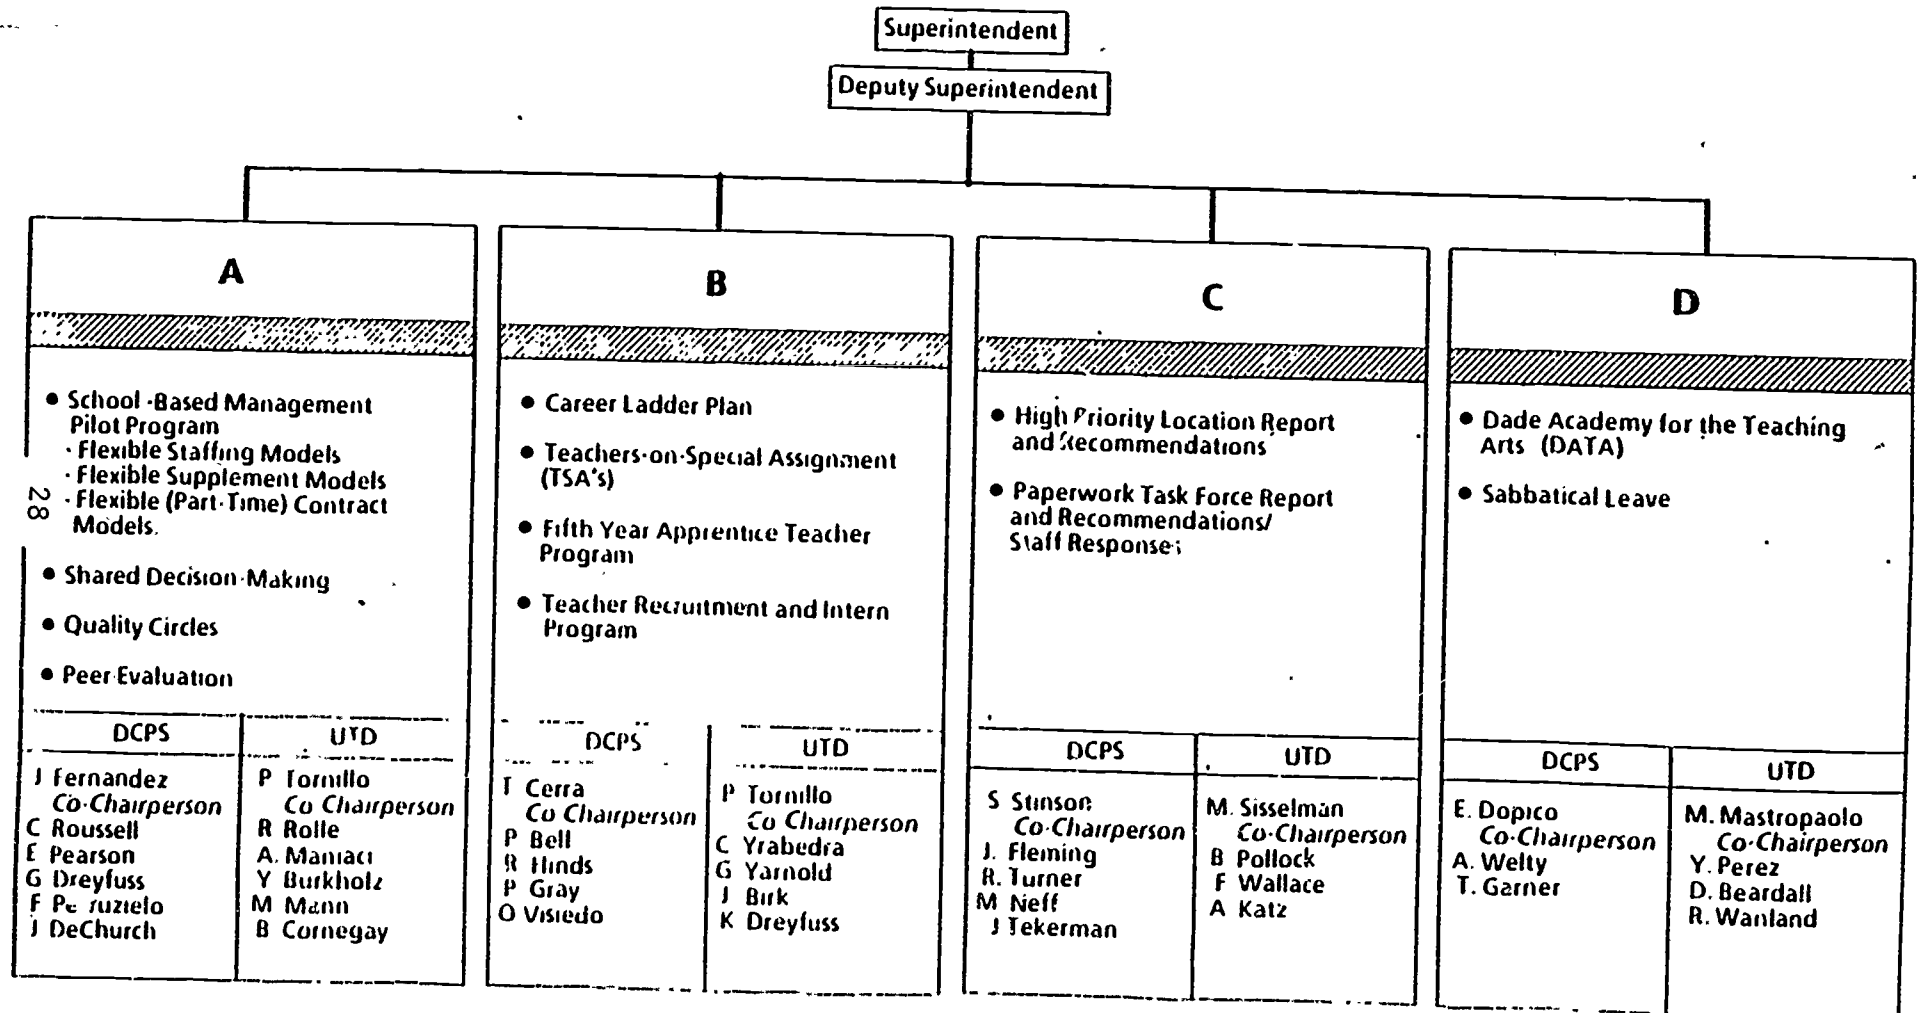 Superintendent
Deputy Superintendent
A
• School-Based Management
Pilot Program
- Flexible Staffing Models
- Flexible Supplement Models
- Flexible (Part-Time) Contract
Models.
• Shared Decision-Making
• Quality Circles
• Peer Evaluation
DCPS
J Fernandez
Co-Chairperson
C Roussell
E Pearson
G Dreyfuss
F
J DeChurch
UTD
P Tornillo
Co Chairperson
R Rolle
A. Maniaci
Y Burkholz
M Mann
B Cornegay
B
• Career Ladder Plan
• Teachers-on-Special Assignment
(TSA's)
• Fifth Year Apprentice Teacher
Program
• Teacher Recruitment and Intern
Program
DCPS
T Cerra
Co Chairperson
P Bell
R Hinds
P Gray
O Visiedo
UTD
P Tornillo
Co Chairperson
C Yrabedra
G Yarnold
J Birk
K Dreyfuss
C
• High Priority Location Report
and Recommendations
• Paperwork Task Force Report
and Recommendations/
Staff Responses
DCPS
S Stinson
Co-Chairperson
J. Fleming
R. Turner
M Neff
J Tekerman
UTD
M. Sisselman
Co-Chairperson
B Pollock
F Wallace
A Katz
D
• Dade Academy for the Teaching
Arts (DATA)
• Sabbatical Leave
DCPS
E. Dopico
Co-Chairperson
A. Welty
T. Garner
UTD
M. Mastropaolo
Co-Chairperson
Y. Perez
D. Beardall
R. Wanland
28